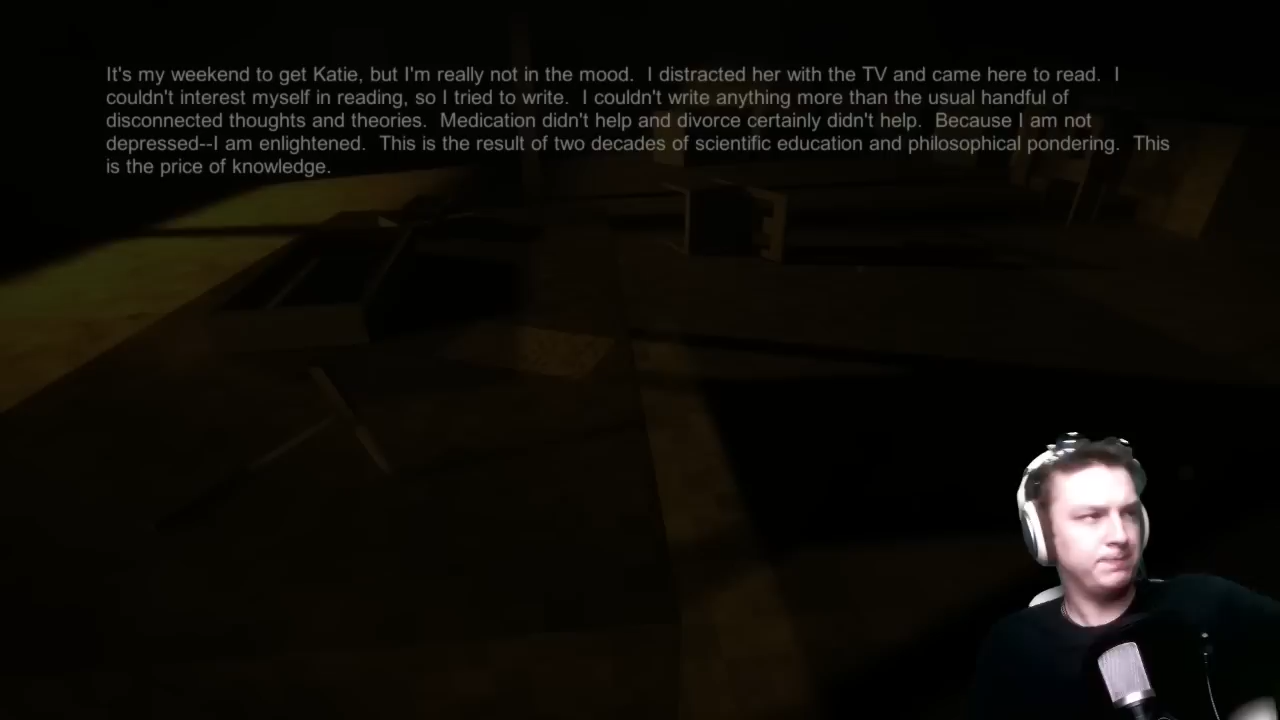 It's my weekend to get Katie, but I'm really not in the mood.  I distracted her with the TV and came here to read.  I
couldn't interest myself in reading, so I tried to write.  I couldn't write anything more than the usual handful of
disconnected thoughts and theories.  Medication didn't help and divorce certainly didn't help.  Because I am not
depressed--I am enlightened.  This is the result of two decades of scientific education and philosophical pondering.  This
is the price of knowledge.